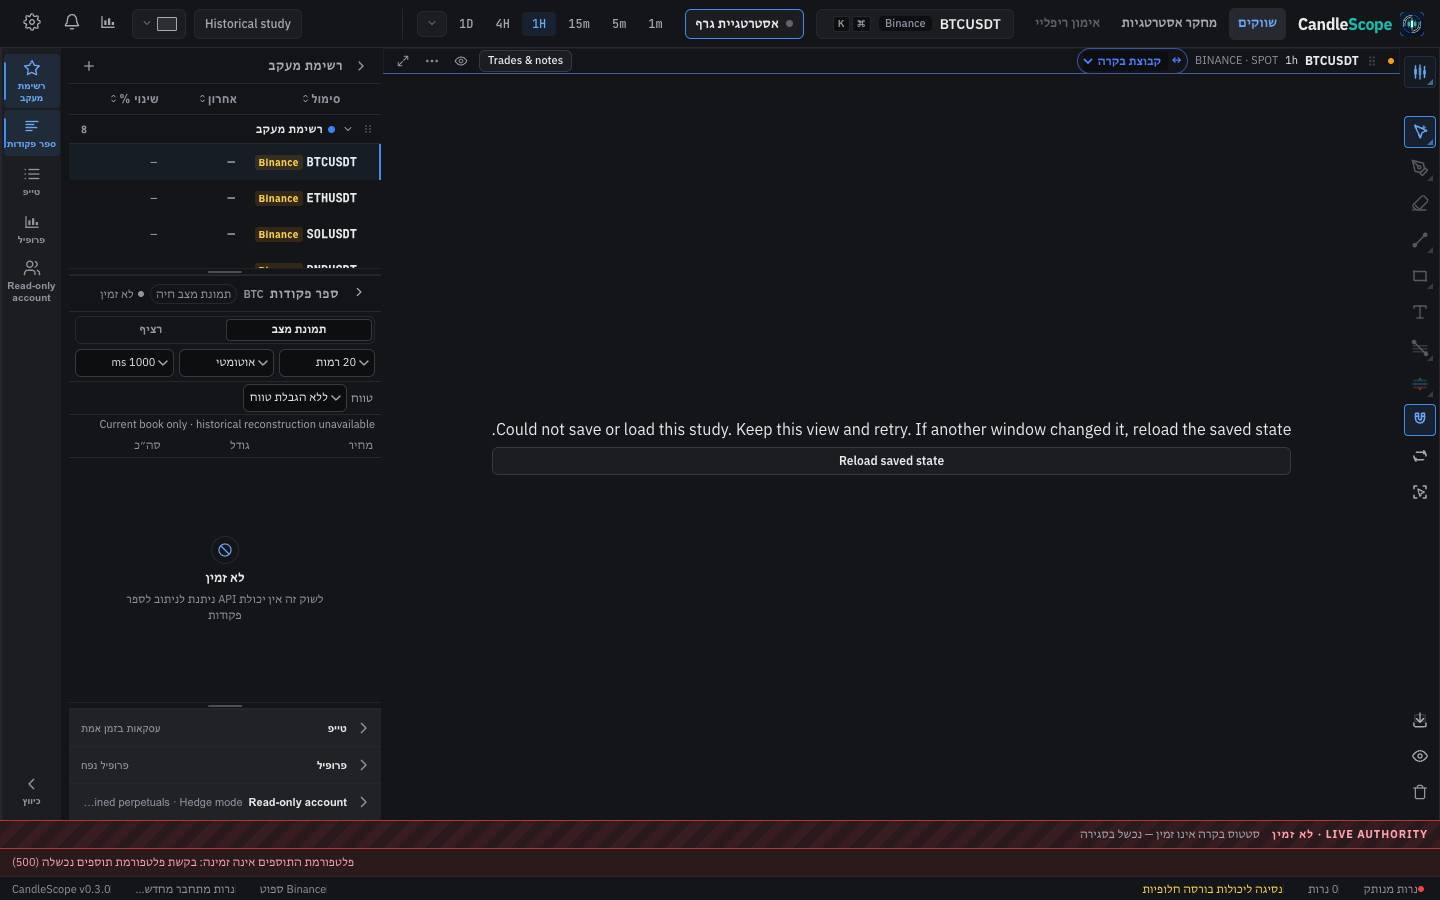 CandleScope
שווקים
מחקר אסטרטגיות
אימון ריפליי
BTCUSDT Binance ⌘ K
אסטרטגיית גרף
1m 5m 15m 1H 4H 1D
Historical study
BTCUSDT 1h BINANCE · SPOT
קבוצת בקרה
Trades & notes
רשימת מעקב
סימול אחרון שינוי %
רשימת מעקב 8
BTCUSDT Binance — —
ETHUSDT Binance — —
SOLUSDT Binance — —
ספר פקודות BTC תמונת מצב חיה לא זמין
תמונת מצב רציף
20 רמות אוטומטי 1000 ms
טווח ללא הגבלת טווח
Current book only · historical reconstruction unavailable
מחיר גודל סה״כ
לא זמין
לשוק זה אין יכולת API ניתנת לניתוב לספר
פקודות
טייפ עסקאות בזמן אמת
פרופיל פרופיל נפח
Read-only account …ined perpetuals · Hedge mode
רשימת
מעקב
ספר פקודות
טייפ
פרופיל
Read-only
account
כיווץ
Could not save or load this study. Keep this view and retry. If another window changed it, reload the saved state.
Reload saved state
LIVE AUTHORITY · לא זמין סטטוס בקרה אינו זמין — נכשל בסגירה
פלטפורמת התוספים אינה זמינה: בקשת פלטפורמת תוספים נכשלה (500)
נרות מנותק 0 נרות נסיגה ליכולות בורסה חלופיות
Binance ספוט נרות מתחבר מחדש… CandleScope v0.3.0